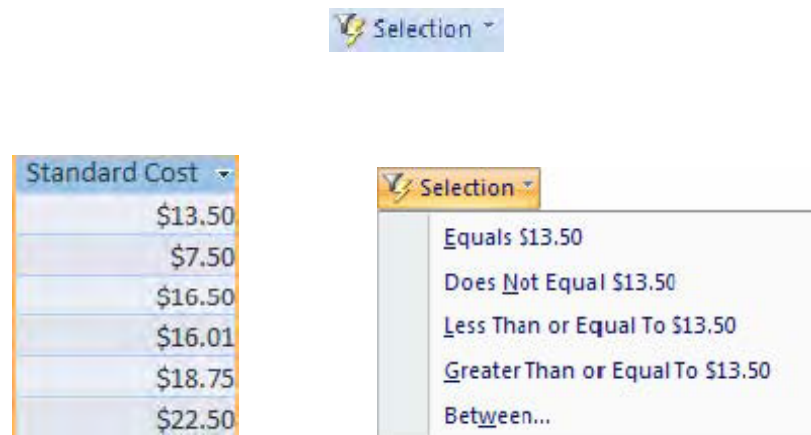 Selection
Standard Cost
$13.50
$7.50
$16.50
$16.01
$18.75
$22.50
Selection
Equals $13.50
Does Not Equal $13.50
Less Than or Equal To $13.50
Greater Than or Equal To $13.50
Between...